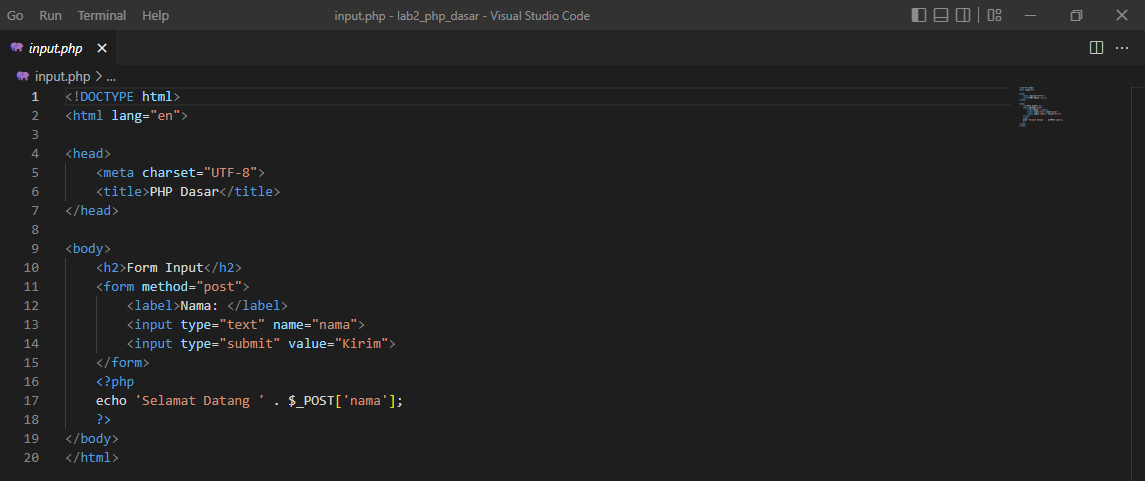 Go Run Terminal Help input.php - lab2_php_dasar - Visual Studio Code
input.php
input.php > ...
1 <!DOCTYPE html>
2 <html lang="en">
3
4 <head>
5     <meta charset="UTF-8">
6     <title>PHP Dasar</title>
7 </head>
8
9 <body>
10     <h2>Form Input</h2>
11     <form method="post">
12         <label>Nama: </label>
13         <input type="text" name="nama">
14         <input type="submit" value="Kirim">
15     </form>
16     <?php
17     echo 'Selamat Datang ' . $_POST['nama'];
18     ?>
19 </body>
20 </html>